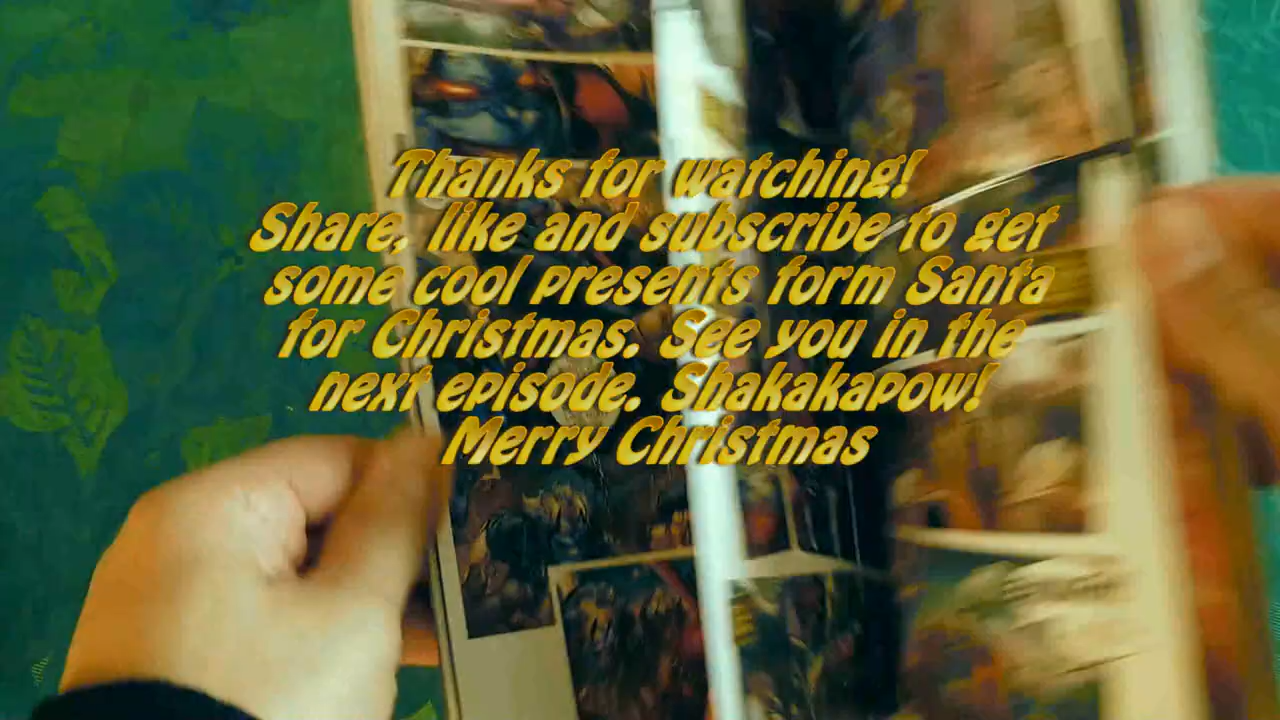 Thanks for watching!
Share, like and subscribe to get
some cool presents form Santa
for Christmas. See you in the
next episode. Shakakapow!
Merry Christmas